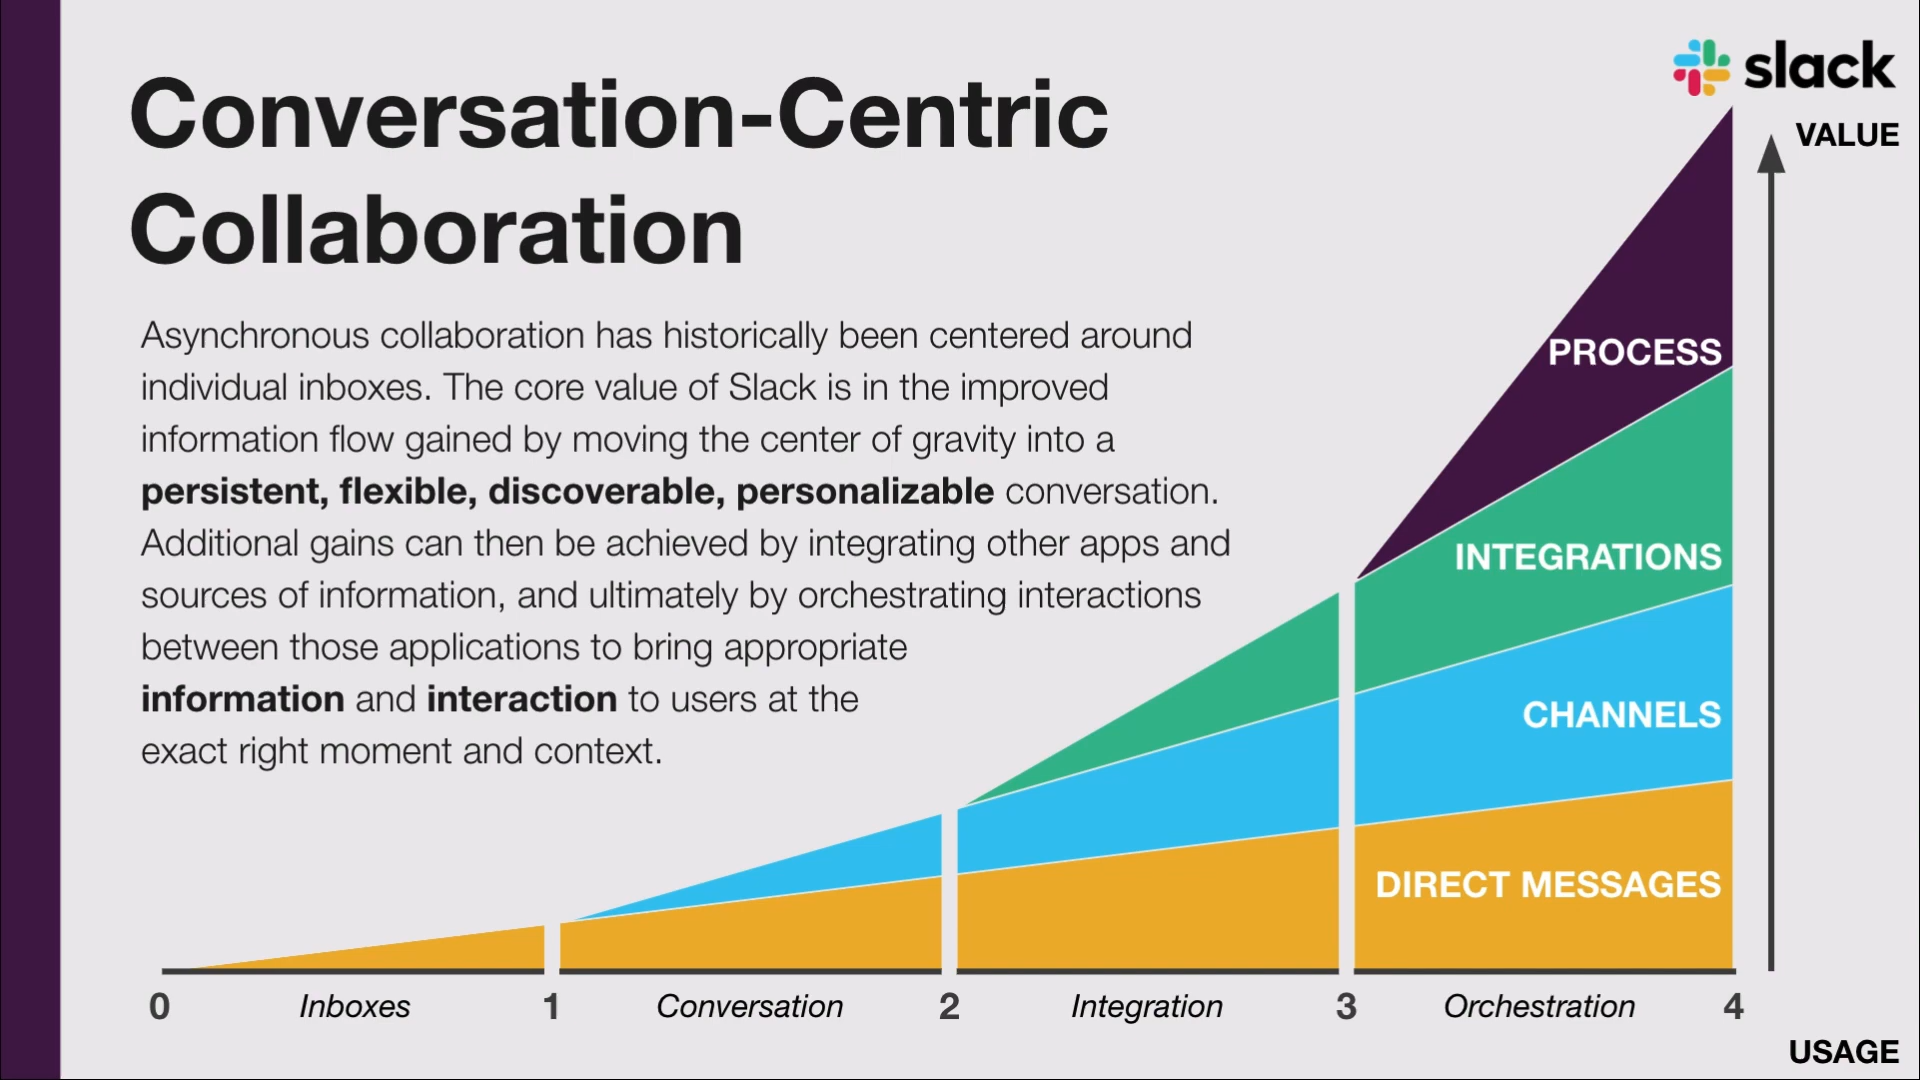 slack
Conversation-Centric
Collaboration
VALUE
Asynchronous collaboration has historically been centered around
individual inboxes. The core value of Slack is in the improved
information flow gained by moving the center of gravity into a
persistent, flexible, discoverable, personalizable conversation.
Additional gains can then be achieved by integrating other apps and
sources of information, and ultimately by orchestrating interactions
between those applications to bring appropriate
information and interaction to users at the
exact right moment and context.
PROCESS
INTEGRATIONS
CHANNELS
DIRECT MESSAGES
0 Inboxes 1 Conversation 2 Integration 3 Orchestration 4
USAGE